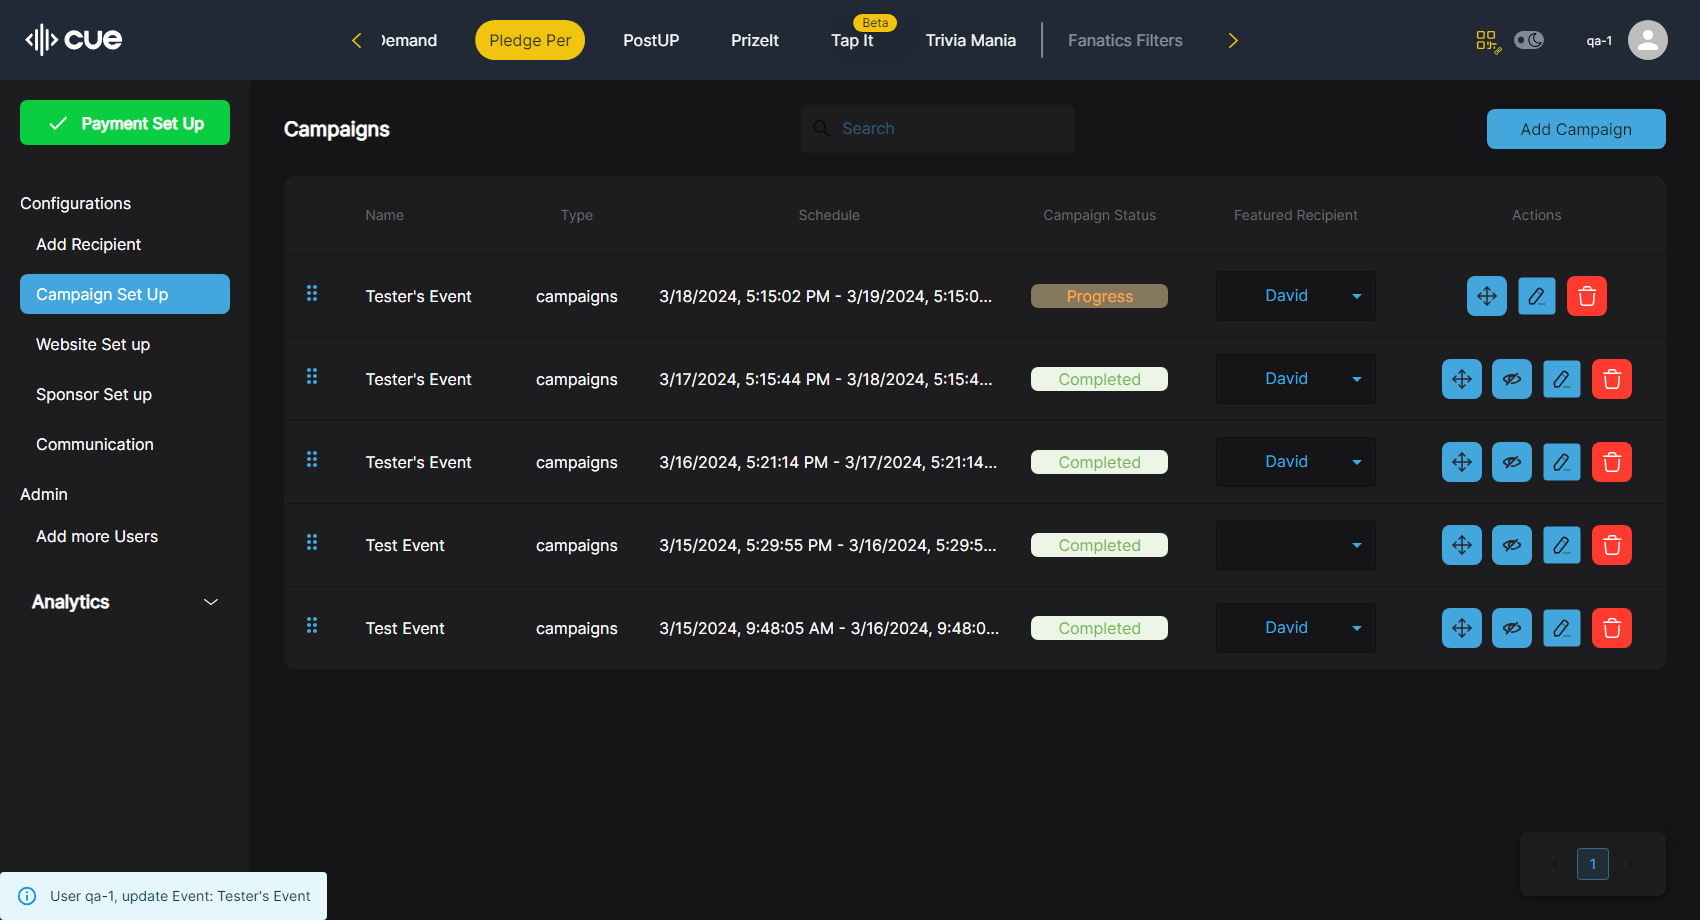 cue
Demand
Pledge Per
PostUP
PrizeIt
Beta
Tap It
Trivia Mania
Fanatics Filters
qa-1
Payment Set Up
Configurations
Add Recipient
Campaign Set Up
Website Set up
Sponsor Set up
Communication
Admin
Add more Users
Analytics
Campaigns
Search
Add Campaign
Name Type Schedule Campaign Status Featured Recipient Actions
Tester's Event campaigns 3/18/2024, 5:15:02 PM - 3/19/2024, 5:15:0... Progress David
Tester's Event campaigns 3/17/2024, 5:15:44 PM - 3/18/2024, 5:15:4... Completed David
Tester's Event campaigns 3/16/2024, 5:21:14 PM - 3/17/2024, 5:21:14... Completed David
Test Event campaigns 3/15/2024, 5:29:55 PM - 3/16/2024, 5:29:5... Completed
Test Event campaigns 3/15/2024, 9:48:05 AM - 3/16/2024, 9:48:0... Completed David
1
User qa-1, update Event: Tester's Event